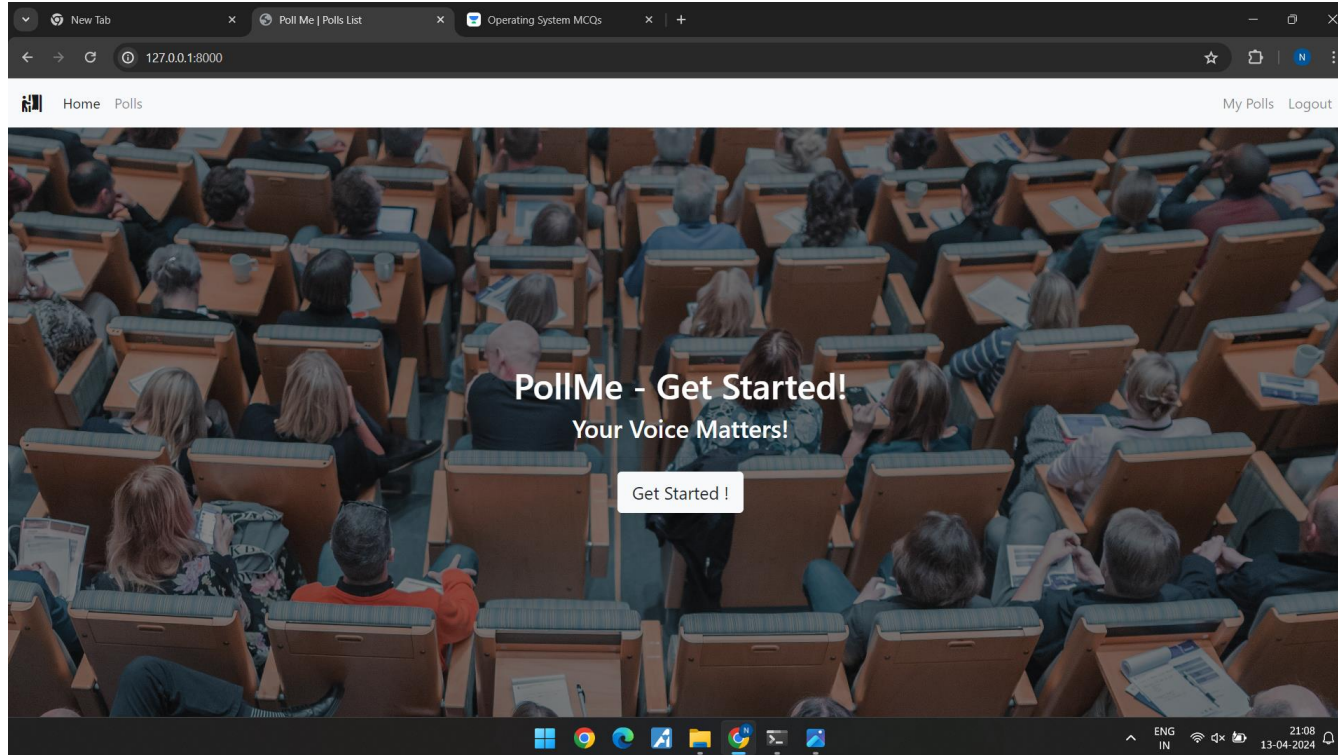 New Tab
Poll Me | Polls List
Operating System MCQs
127.0.0.1:8000
N
Home Polls
My Polls Logout
PollMe - Get Started!
Your Voice Matters!
Get Started !
N
ENG
IN
21:08
13-04-2024